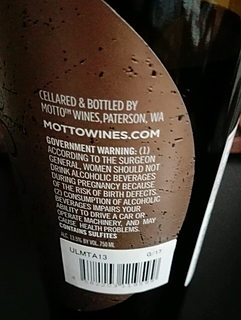 CELLARED & BOTTLED BY
MOTTO™ WINES, PATERSON, WA
MOTTOWINES.COM
GOVERNMENT WARNING: (1)
ACCORDING TO THE SURGEON
GENERAL, WOMEN SHOULD NOT
DRINK ALCOHOLIC BEVERAGES
DURING PREGNANCY BECAUSE
OF THE RISK OF BIRTH DEFECTS.
(2) CONSUMPTION OF ALCOHOLIC
BEVERAGES IMPAIRS YOUR
ABILITY TO DRIVE A CAR OR
OPERATE MACHINERY, AND MAY
CAUSE HEALTH PROBLEMS.
CONTAINS SULFITES
ALC. 13.5% BY VOL. 750 ML
ULMTA13